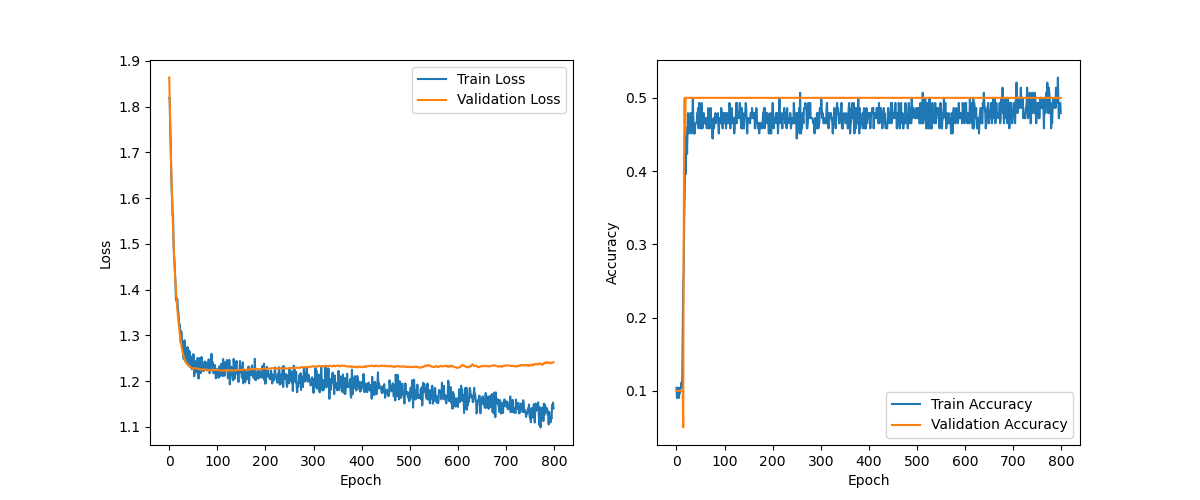 1.9
1.8
1.7
1.6
1.5
1.4
1.3
1.2
1.1
Loss
0 100 200 300 400 500 600 700 800
Epoch
Train Loss
Validation Loss
0.5
0.4
0.3
0.2
0.1
Accuracy
0 100 200 300 400 500 600 700 800
Epoch
Train Accuracy
Validation Accuracy